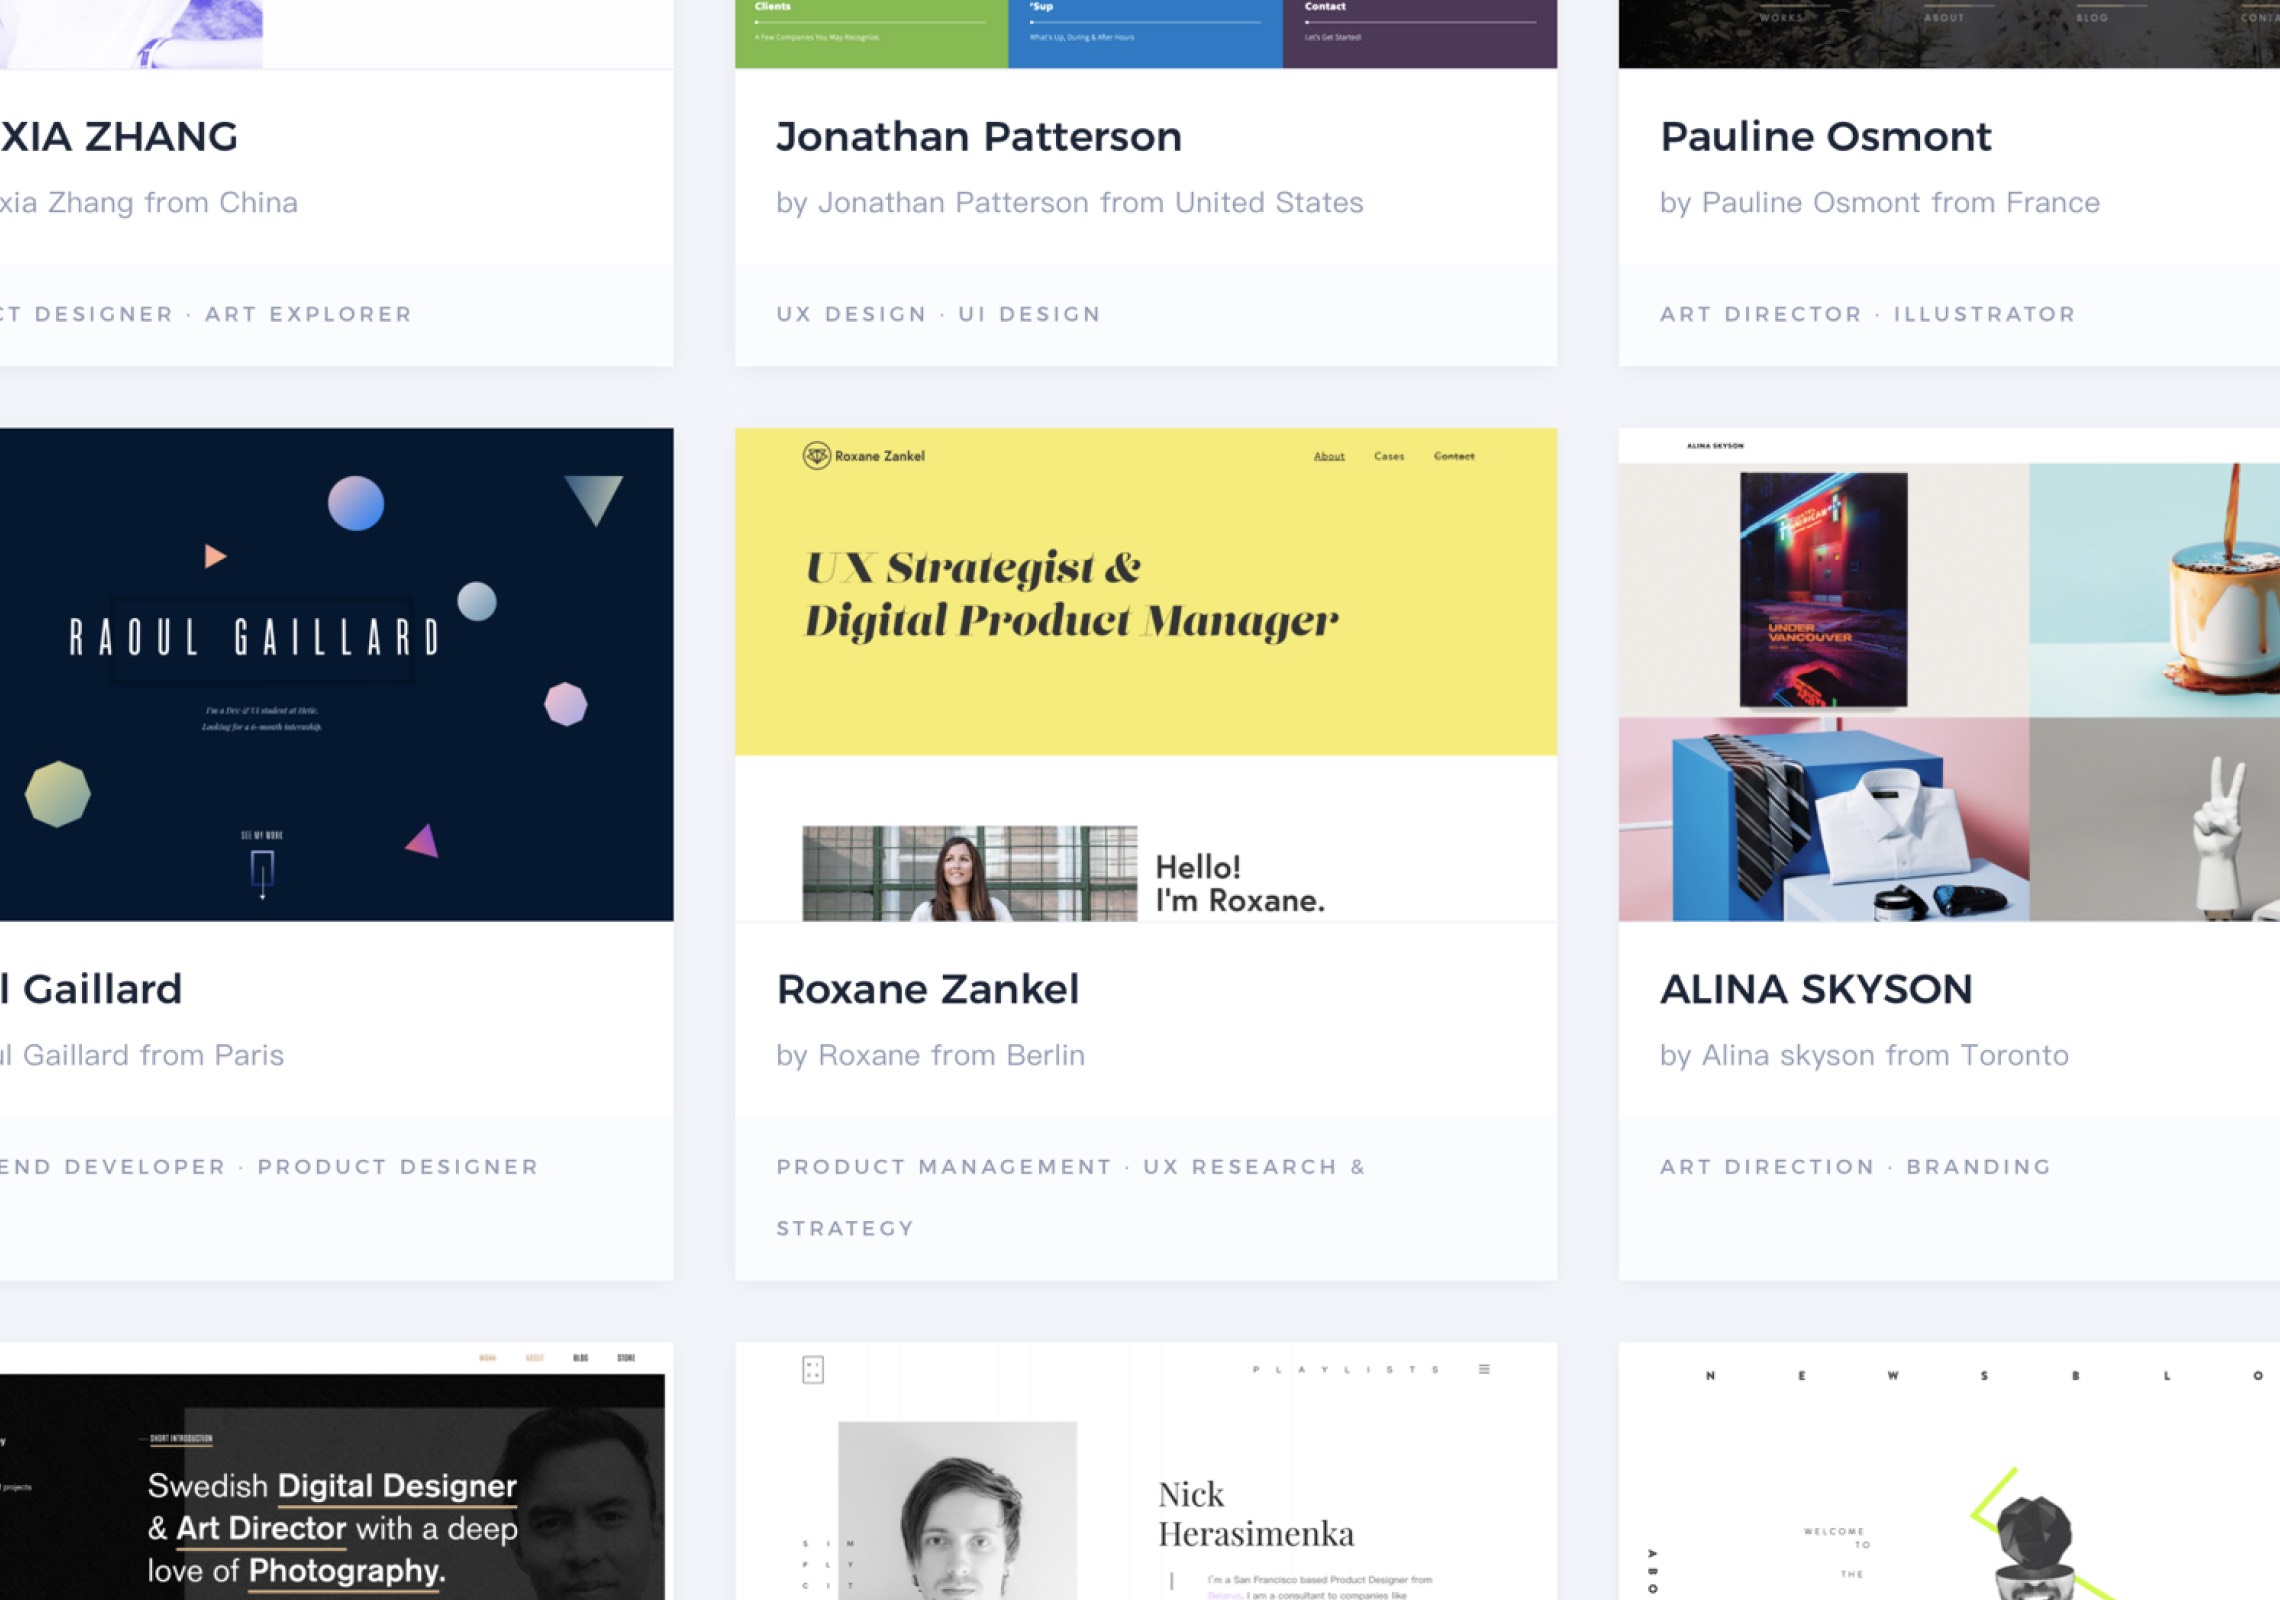 Clients
'Sup
Contact
A Few Companies You May Recognise.
What's Up, During & After Hours
Let's Get Started!
WORKS
ABOUT
BLOG
XIA ZHANG
xia Zhang from China
CT DESIGNER · ART EXPLORER
Jonathan Patterson
by Jonathan Patterson from United States
UX DESIGN · UI DESIGN
Pauline Osmont
by Pauline Osmont from France
ART DIRECTOR · ILLUSTRATOR
RAOUL GAILLARD
I'm a Dev & UI student at Hetic.
Looking for a 6-month internship.
SEE MY WORK
l Gaillard
ul Gaillard from Paris
END DEVELOPER · PRODUCT DESIGNER
Roxane Zankel
About
Cases
Contact
UX Strategist &
Digital Product Manager
Hello!
I'm Roxane.
Roxane Zankel
by Roxane from Berlin
PRODUCT MANAGEMENT · UX RESEARCH &
STRATEGY
ALINA SKYSON
UNDER
VANCOUVER
ALINA SKYSON
by Alina skyson from Toronto
ART DIRECTION · BRANDING
WORK
ABOUT
BLOG
STORE
SHORT INTRODUCTION
projects
Swedish Digital Designer
& Art Director with a deep
love of Photography.
PLAYLISTS
SIM
PLY
CIT
Nick
Herasimenka
I'm a San Francisco based Product Designer from
Belarus. I am a consultant to companies like
NEWSBLO
WELCOME
TO
THE
ABO